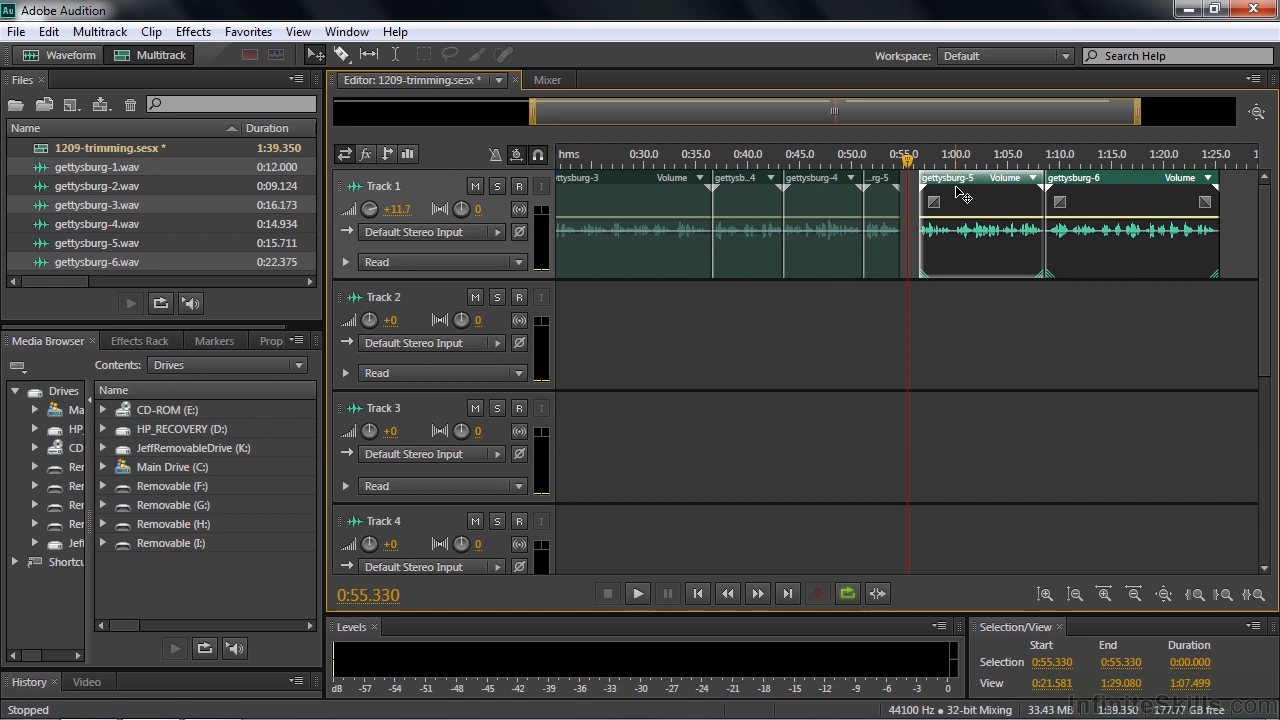 Au Adobe Audition
File Edit Multitrack Clip Effects Favorites View Window Help
Waveform Multitrack Workspace: Default Search Help
Files Editor: 1209-trimming.sesx * Mixer
Name Duration
1209-trimming.sesx * 1:39.350
gettysburg-1.wav 0:12.000
gettysburg-2.wav 0:09.124
gettysburg-3.wav 0:16.173
gettysburg-4.wav 0:14.934
gettysburg-5.wav 0:15.711
gettysburg-6.wav 0:22.375
fx hms 0:30.0 0:35.0 0:40.0 0:45.0 0:50.0 0:55.0 1:00.0 1:05.0 1:10.0 1:15.0 1:20.0 1:25.0
ttysburg-3 Volume gettysb...4 gettysburg-4 ...rg-5 gettysburg-5 Volume gettysburg-6 Volume
Track 1 M S R I
+11.7 0
Default Stereo Input
Read
Track 2 M S R I
+0 0
Default Stereo Input
Read
Track 3 M S R I
+0 0
Default Stereo Input
Read
Track 4 M S R I
+0 0
Default Stereo Input
Media Browser Effects Rack Markers Prop
Contents: Drives
Drives
Ma
HP_
CD
Rer
Rer
Rer
Rer
Jef
Shortcu
Name
CD-ROM (E:)
HP_RECOVERY (D:)
JeffRemovableDrive (K:)
Main Drive (C:)
Removable (F:)
Removable (G:)
Removable (H:)
Removable (I:)
0:55.330
Levels
dB -57 -54 -51 -48 -45 -42 -39 -36 -33 -30 -27 -24 -21 -18 -15 -12 -9 -6 -3 0
Selection/View
Start End Duration
Selection 0:55.330 0:55.330 0:00.000
View 0:21.581 1:29.080 1:07.499
History Video
Stopped
44100 Hz • 32-bit Mixing 33.43 MB 1:39.350 177.77 GB free
InfiniteSkills.com